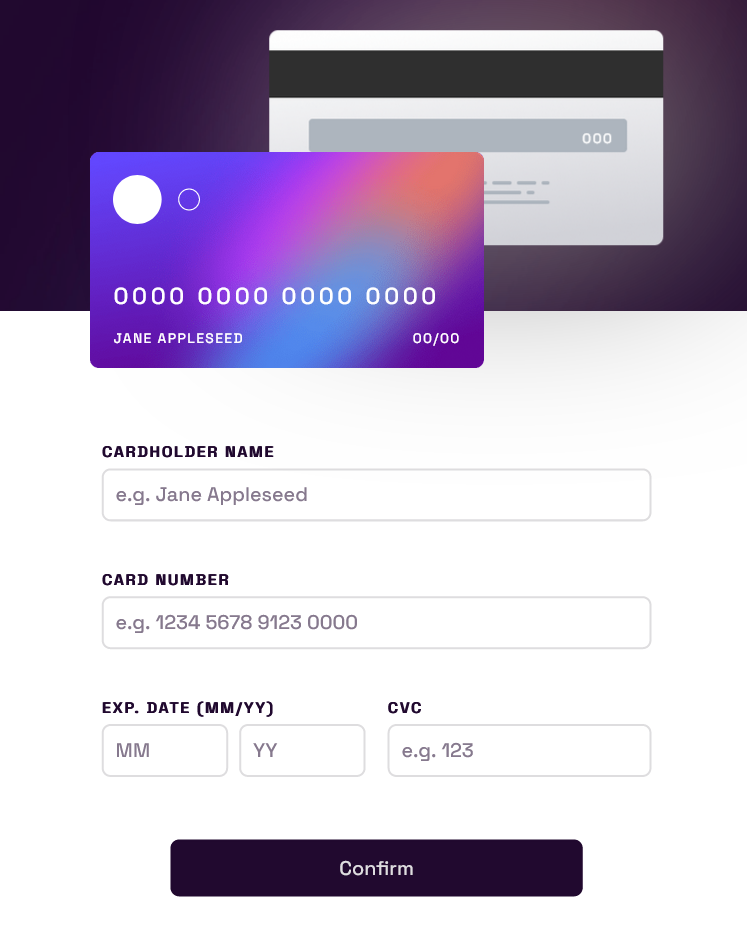 000
0000 0000 0000 0000
JANE APPLESEED 00/00
CARDHOLDER NAME
e.g. Jane Appleseed
CARD NUMBER
e.g. 1234 5678 9123 0000
EXP. DATE (MM/YY) CVC
MM YY e.g. 123
Confirm